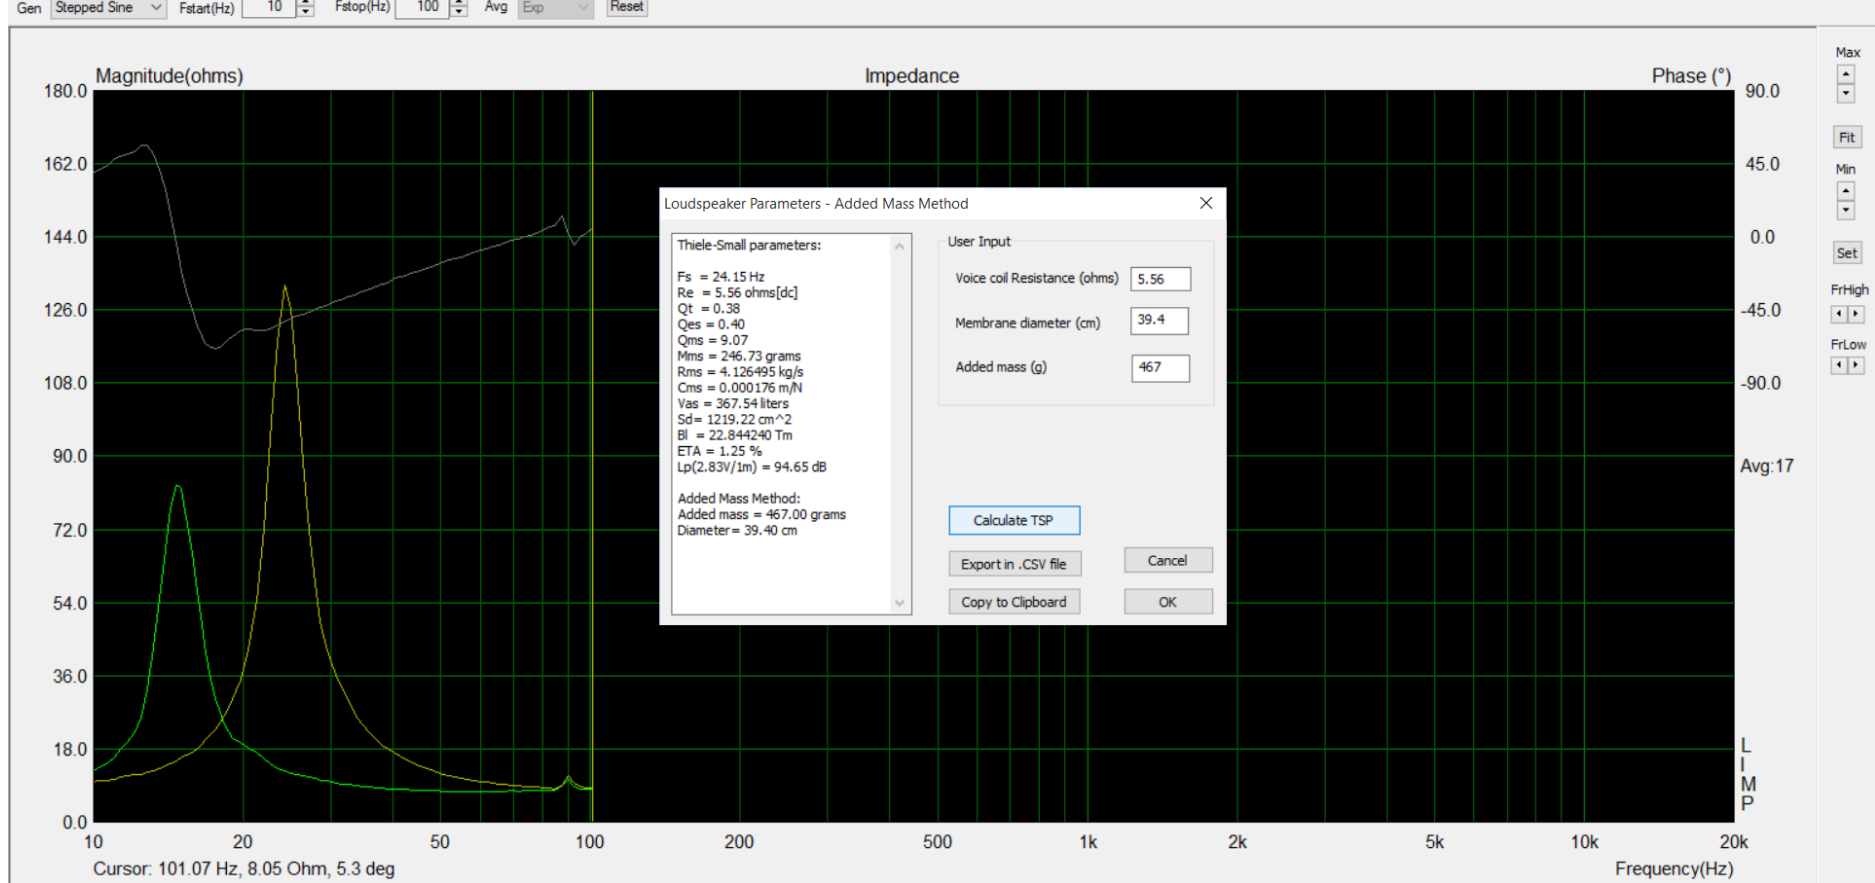 Gen Stepped Sine Fstart(Hz) 10 Fstop(Hz) 100 Avg Exp Reset
Magnitude(ohms) Impedance Phase (°)
180.0
162.0
144.0
126.0
108.0
90.0
72.0
54.0
36.0
18.0
0.0
10 20 50 100 200 500 1k 2k 5k 10k 20k
Cursor: 101.07 Hz, 8.05 Ohm, 5.3 deg
Frequency(Hz)
Loudspeaker Parameters - Added Mass Method
Thiele-Small parameters:
Fs = 24.15 Hz
Re = 5.56 ohms[dc]
Qt = 0.38
Qes = 0.40
Qms = 9.07
Mms = 246.73 grams
Rms = 4.126495 kg/s
Cms = 0.000176 m/N
Vas = 367.54 liters
Sd= 1219.22 cm^2
Bl = 22.844240 Tm
ETA = 1.25 %
Lp(2.83V/1m) = 94.65 dB
Added Mass Method:
Added mass = 467.00 grams
Diameter= 39.40 cm
User Input
Voice coil Resistance (ohms) 5.56
Membrane diameter (cm) 39.4
Added mass (g) 467
Calculate TSP
Export in .CSV file Cancel
Copy to Clipboard OK
90.0
45.0
0.0
-45.0
-90.0
Avg:17
L
I
M
P
Max
Fit
Min
Set
FrHigh
FrLow